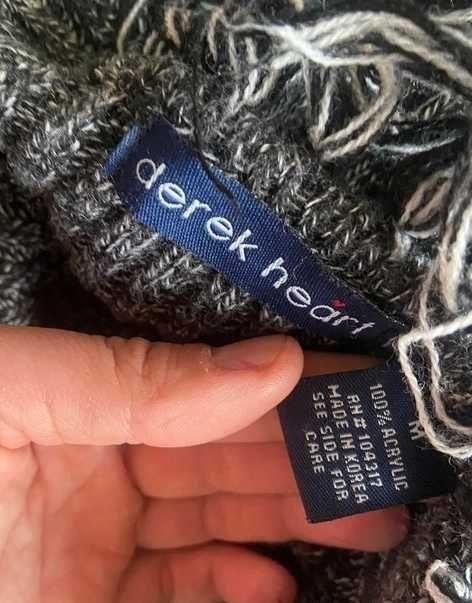 derek heart
M
100% ACRYLIC
RN# 104317
MADE IN KOREA
SEE SIDE FOR
CARE